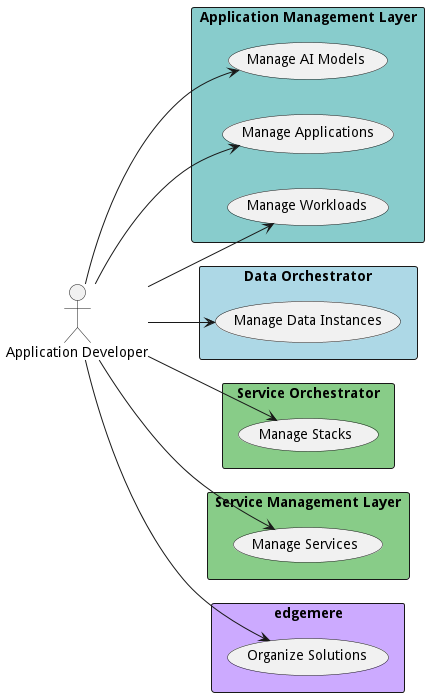 Application Management Layer
Manage AI Models
Manage Applications
Manage Workloads
Data Orchestrator
Manage Data Instances
Application Developer
Service Orchestrator
Manage Stacks
Service Management Layer
Manage Services
edgemere
Organize Solutions